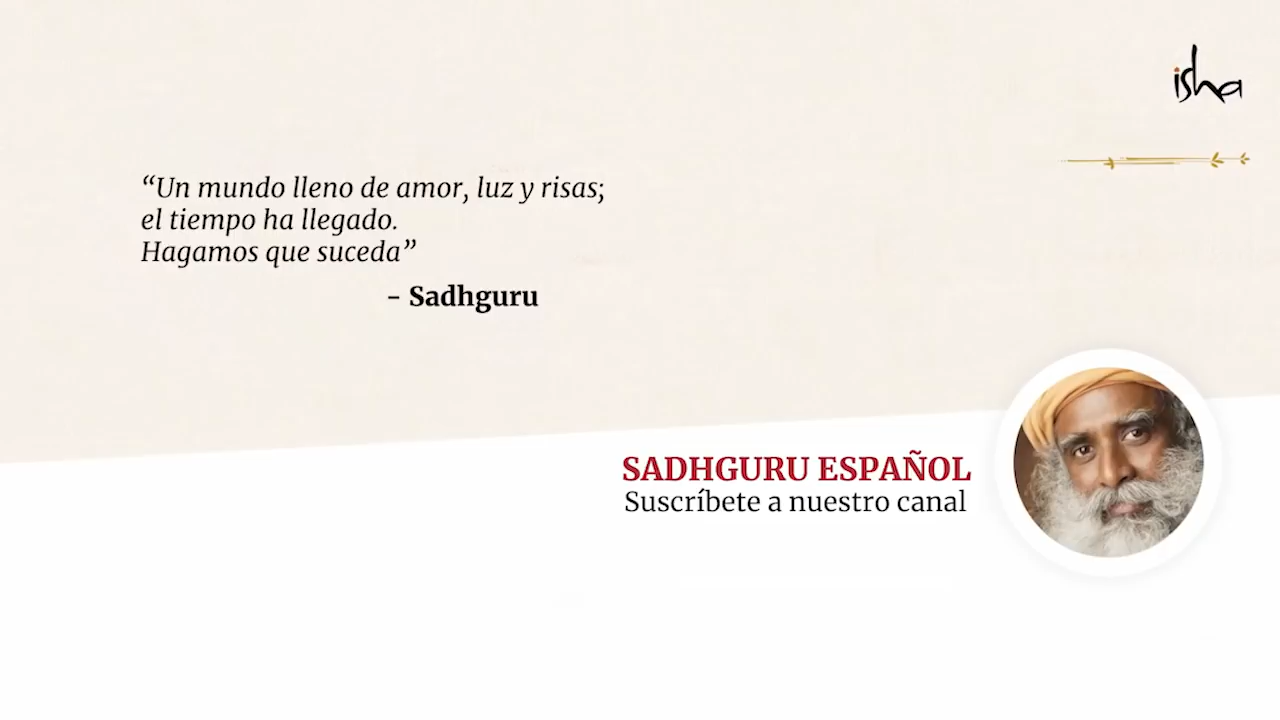 isha
“Un mundo lleno de amor, luz y risas;
el tiempo ha llegado.
Hagamos que suceda”
- Sadhguru
SADHGURU ESPAÑOL
Suscríbete a nuestro canal